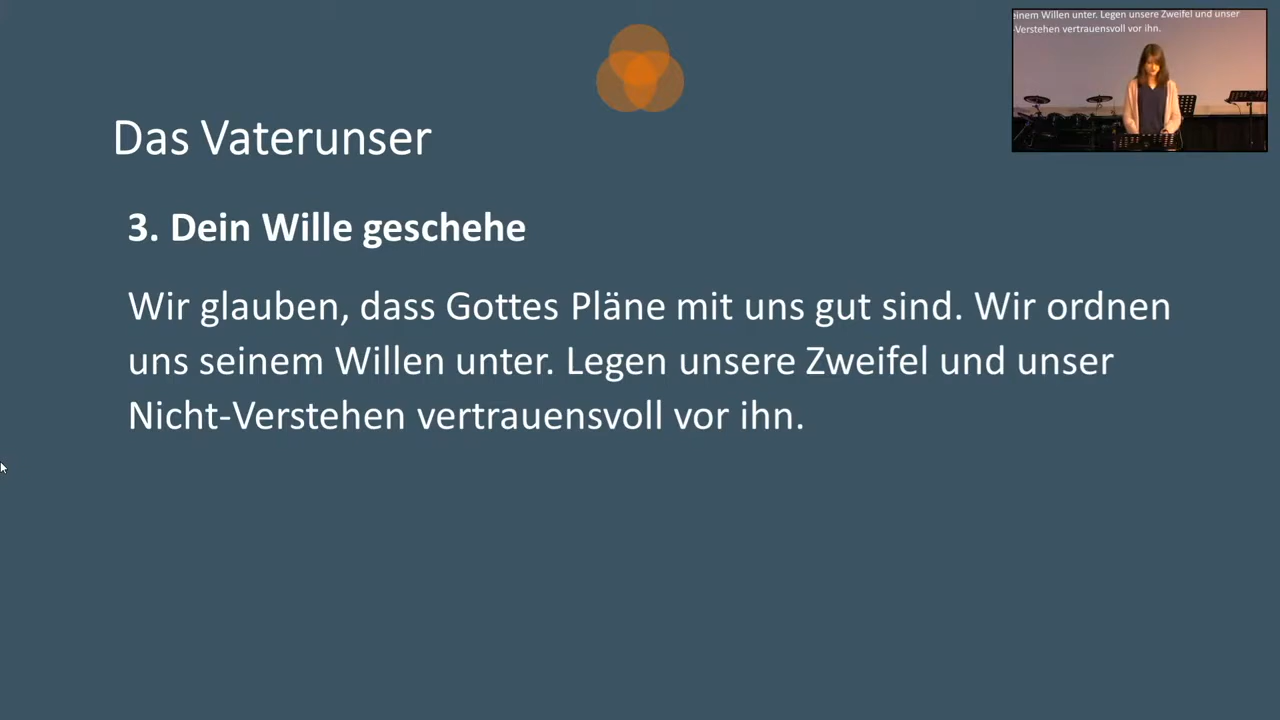 Das Vaterunser
3. Dein Wille geschehe
Wir glauben, dass Gottes Pläne mit uns gut sind. Wir ordnen
uns seinem Willen unter. Legen unsere Zweifel und unser
Nicht-Verstehen vertrauensvoll vor ihn.
einem Willen unter. Legen unsere Zweifel und unser
-Verstehen vertrauensvoll vor ihn.